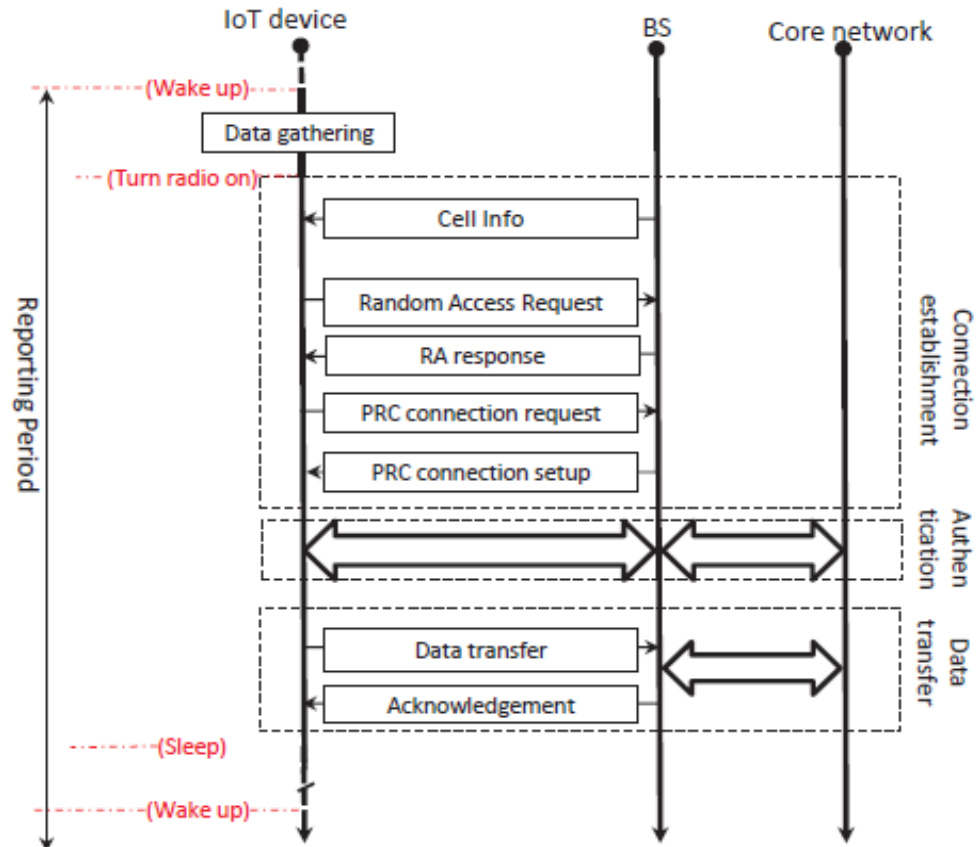 IoT device
BS
Core network
(Wake up)
Data gathering
(Turn radio on)
Cell Info
Random Access Request
RA response
PRC connection request
PRC connection setup
Connection
establishment
Reporting Period
Authen
tication
Data transfer
Acknowledgement
Data
transfer
(Sleep)
(Wake up)